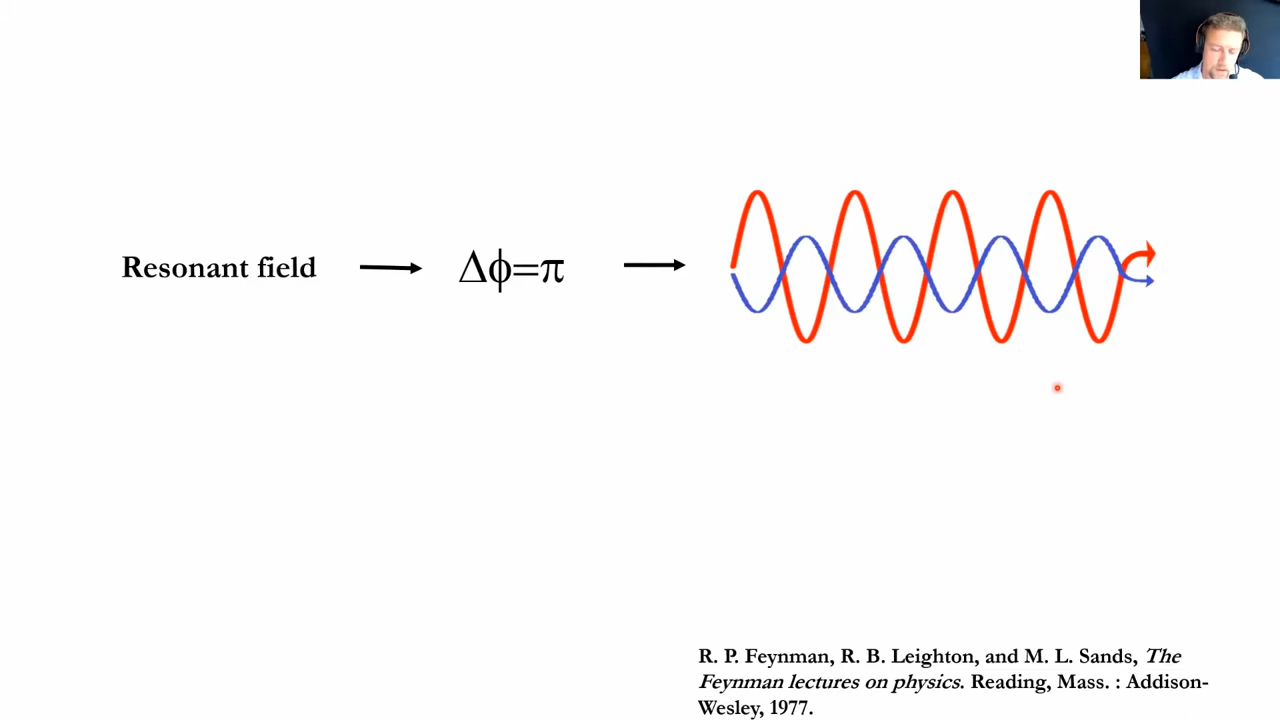 Resonant field
Δϕ=π
R. P. Feynman, R. B. Leighton, and M. L. Sands, The
Feynman lectures on physics. Reading, Mass. : Addison-
Wesley, 1977.